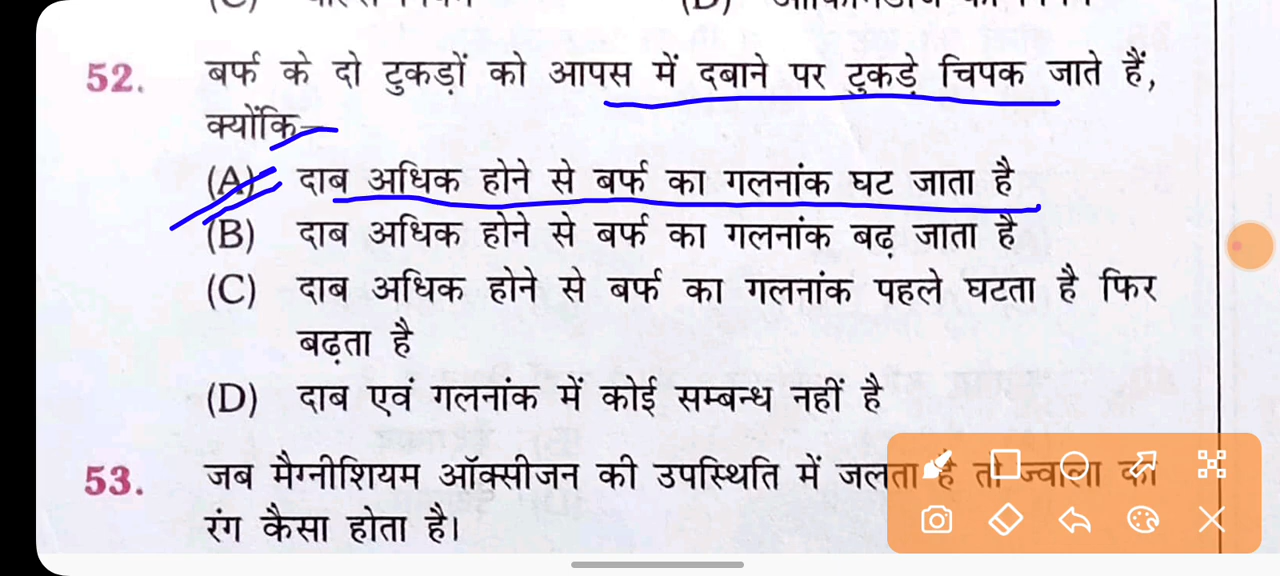 52. बर्फ के दो टुकड़ों को आपस में दबाने पर टुकड़े चिपक जाते हैं,
क्योंकि–
(A) दाब अधिक होने से बर्फ का गलनांक घट जाता है
(B) दाब अधिक होने से बर्फ का गलनांक बढ़ जाता है
(C) दाब अधिक होने से बर्फ का गलनांक पहले घटता है फिर
बढ़ता है
(D) दाब एवं गलनांक में कोई सम्बन्ध नहीं है
53. जब मैग्नीशियम ऑक्सीजन की उपस्थिति में जलता है तो ज्वाला का
रंग कैसा होता है।